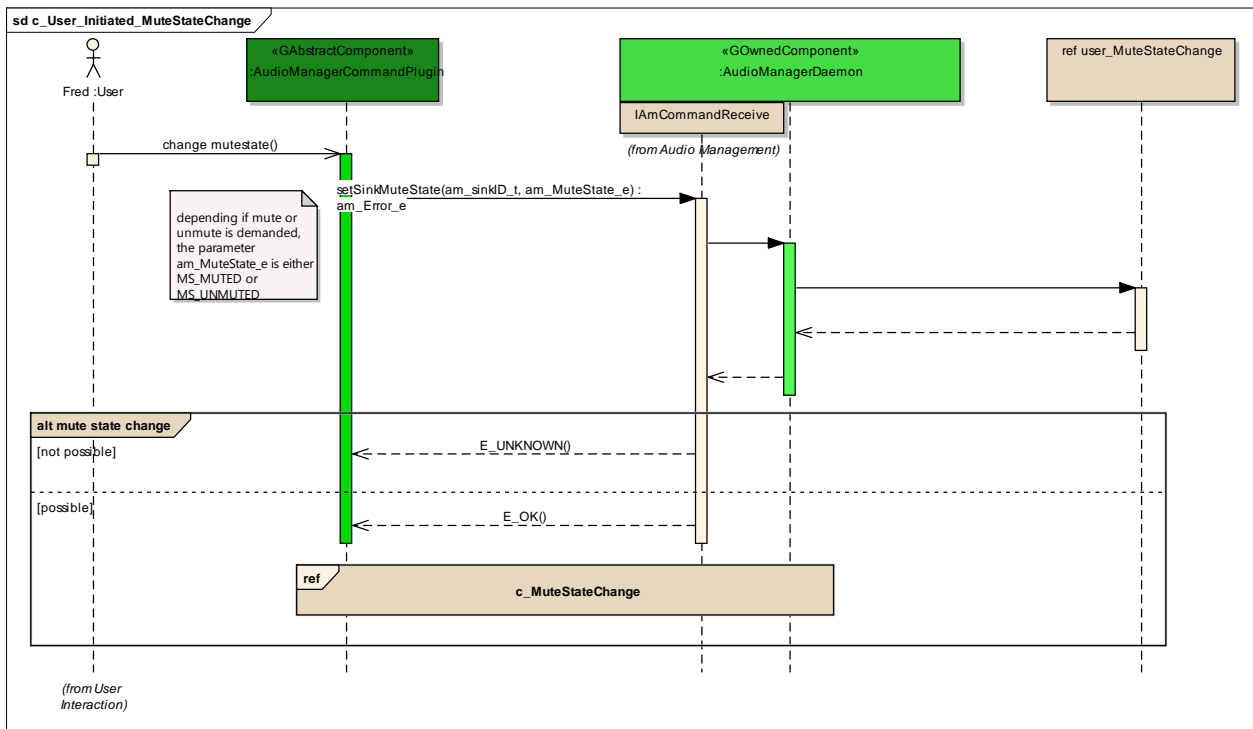 sd c_User_Initiated_MuteStateChange
Fred :User
«GAbstractComponent»
:AudioManagerCommandPlugin
«GOwnedComponent»
:AudioManagerDaemon
ref user_MuteStateChange
IAmCommandReceive
(from Audio Management)
change mutestate()
setSinkMuteState(am_sinkID_t, am_MuteState_e) :
am_Error_e
depending if mute or
unmute is demanded,
the parameter
am_MuteState_e is either
MS_MUTED or
MS_UNMUTED
alt mute state change
[not possible]
E_UNKNOWN()
[possible]
E_OK()
ref
c_MuteStateChange
(from User
Interaction)